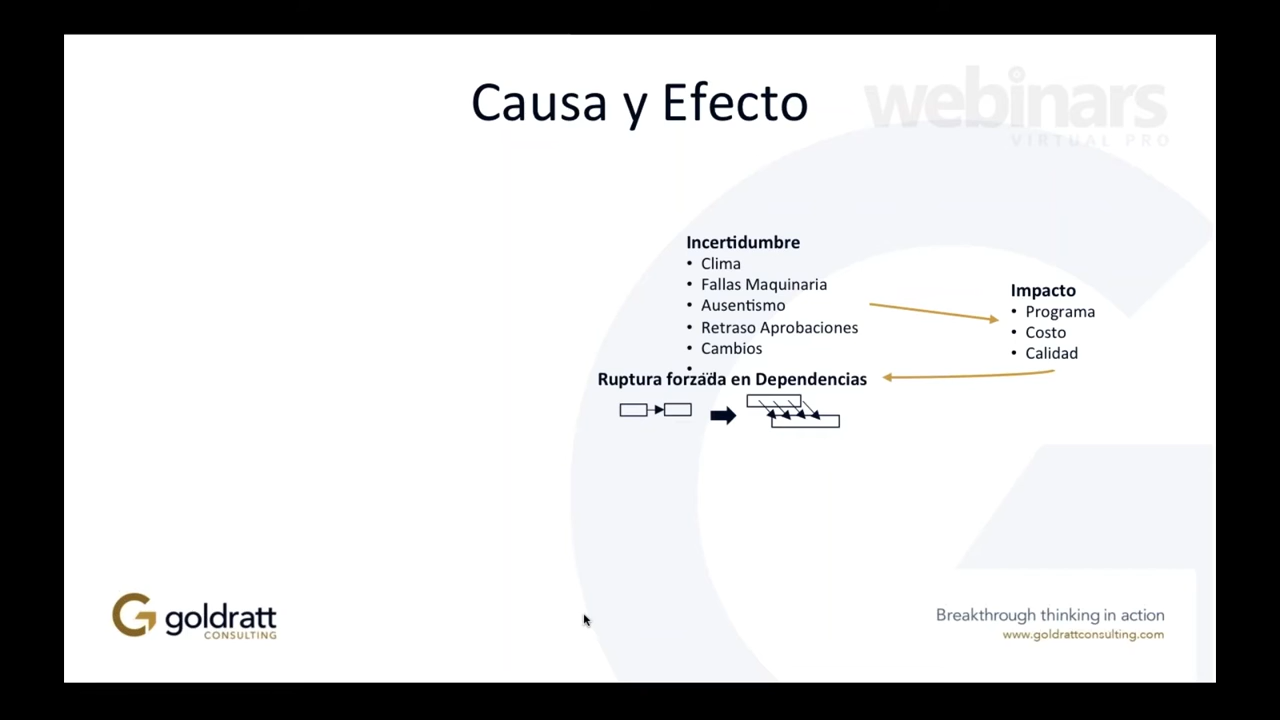 Causa y Efecto
webinars
VIRTUAL PRO
Incertidumbre
• Clima
• Fallas Maquinaria
• Ausentismo
• Retraso Aprobaciones
• Cambios
• ...
Ruptura forzada en Dependencias
Impacto
• Programa
• Costo
• Calidad
goldratt
CONSULTING
Breakthrough thinking in action
www.goldrattconsulting.com